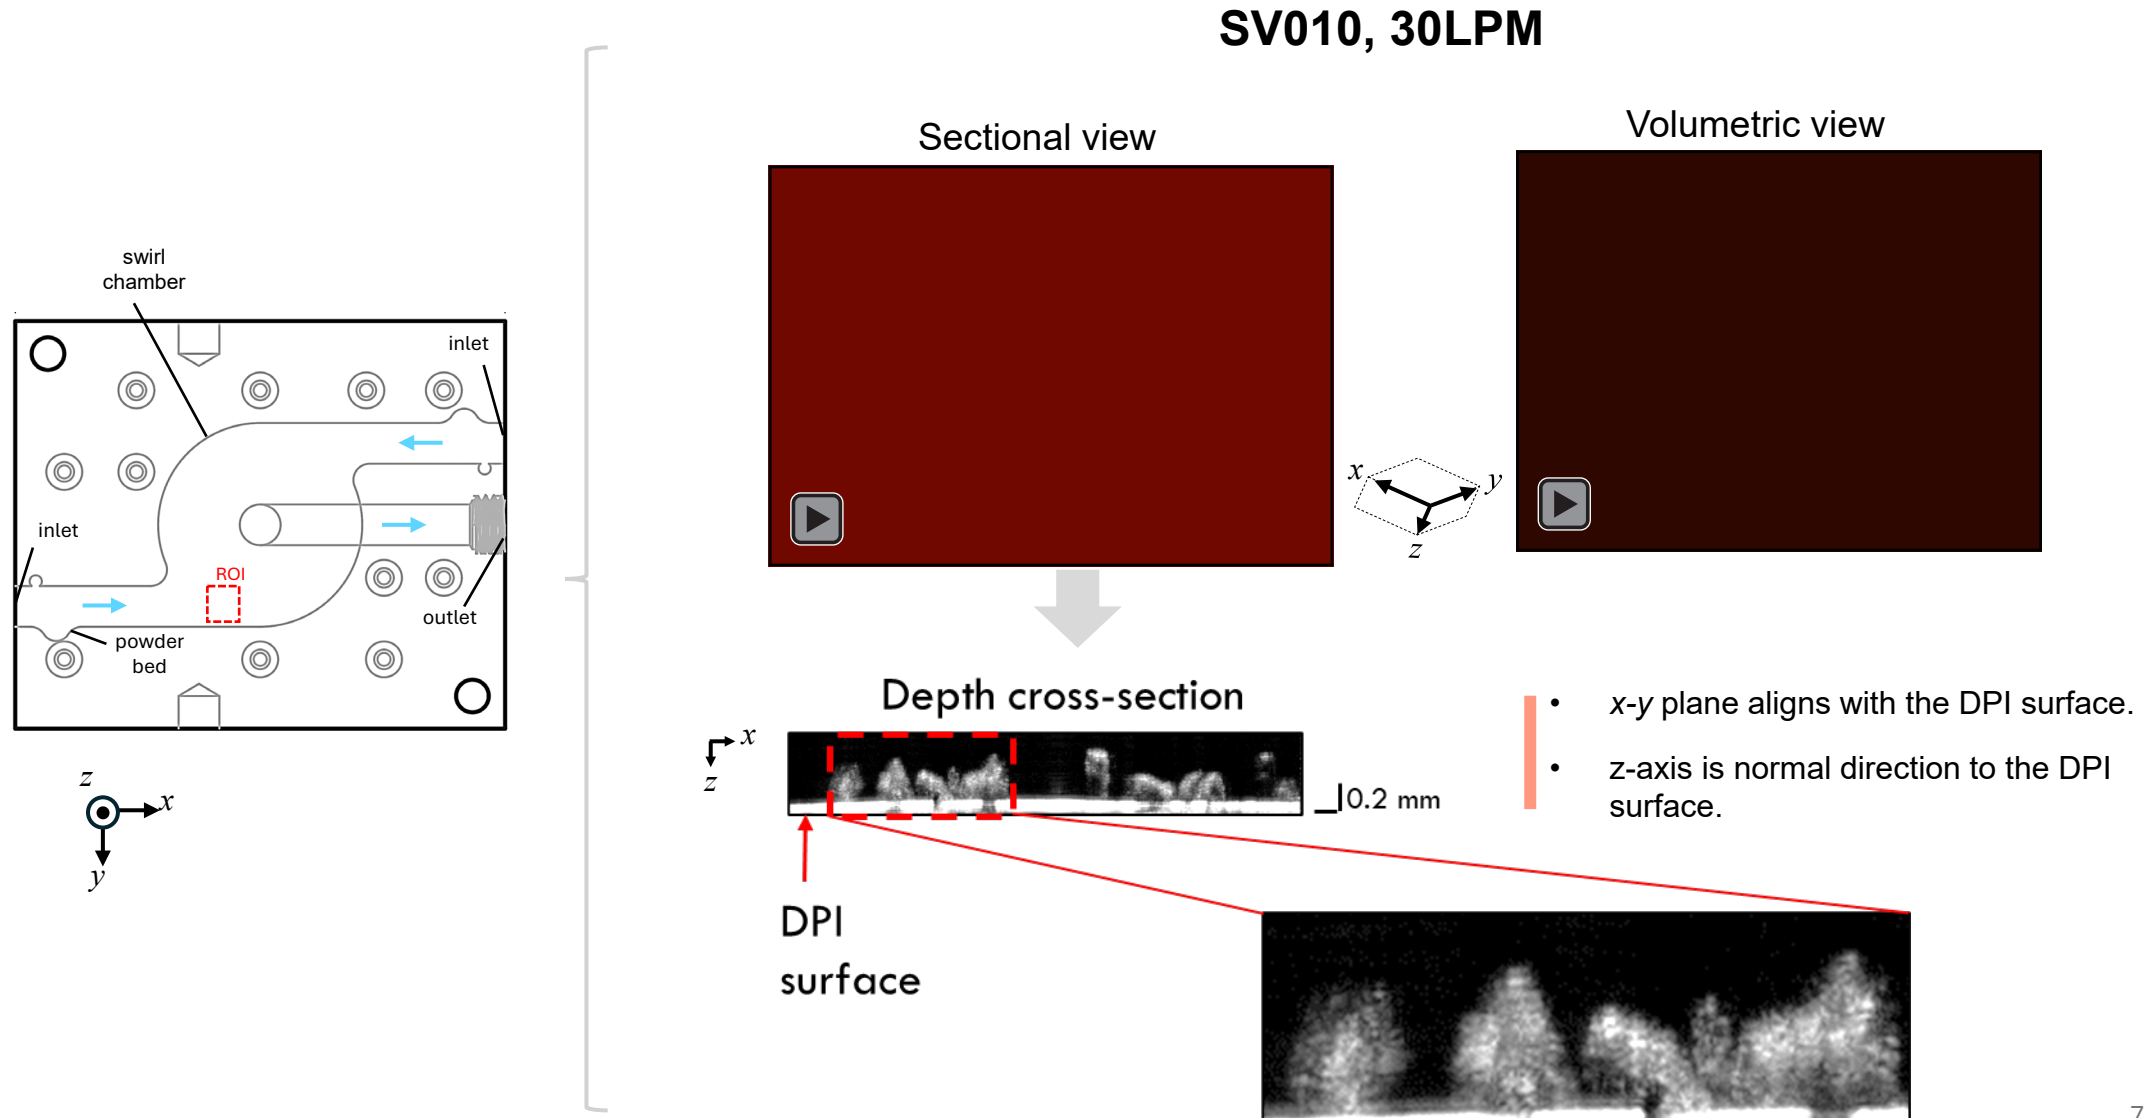 SV010, 30LPM
Sectional view
Volumetric view
swirl
chamber
inlet
inlet
ROI
outlet
powder
bed
z
x
y
x
y
z
Depth cross-section
x
z
0.2 mm
DPI
surface
• x-y plane aligns with the DPI surface.
• z-axis is normal direction to the DPI
surface.
7